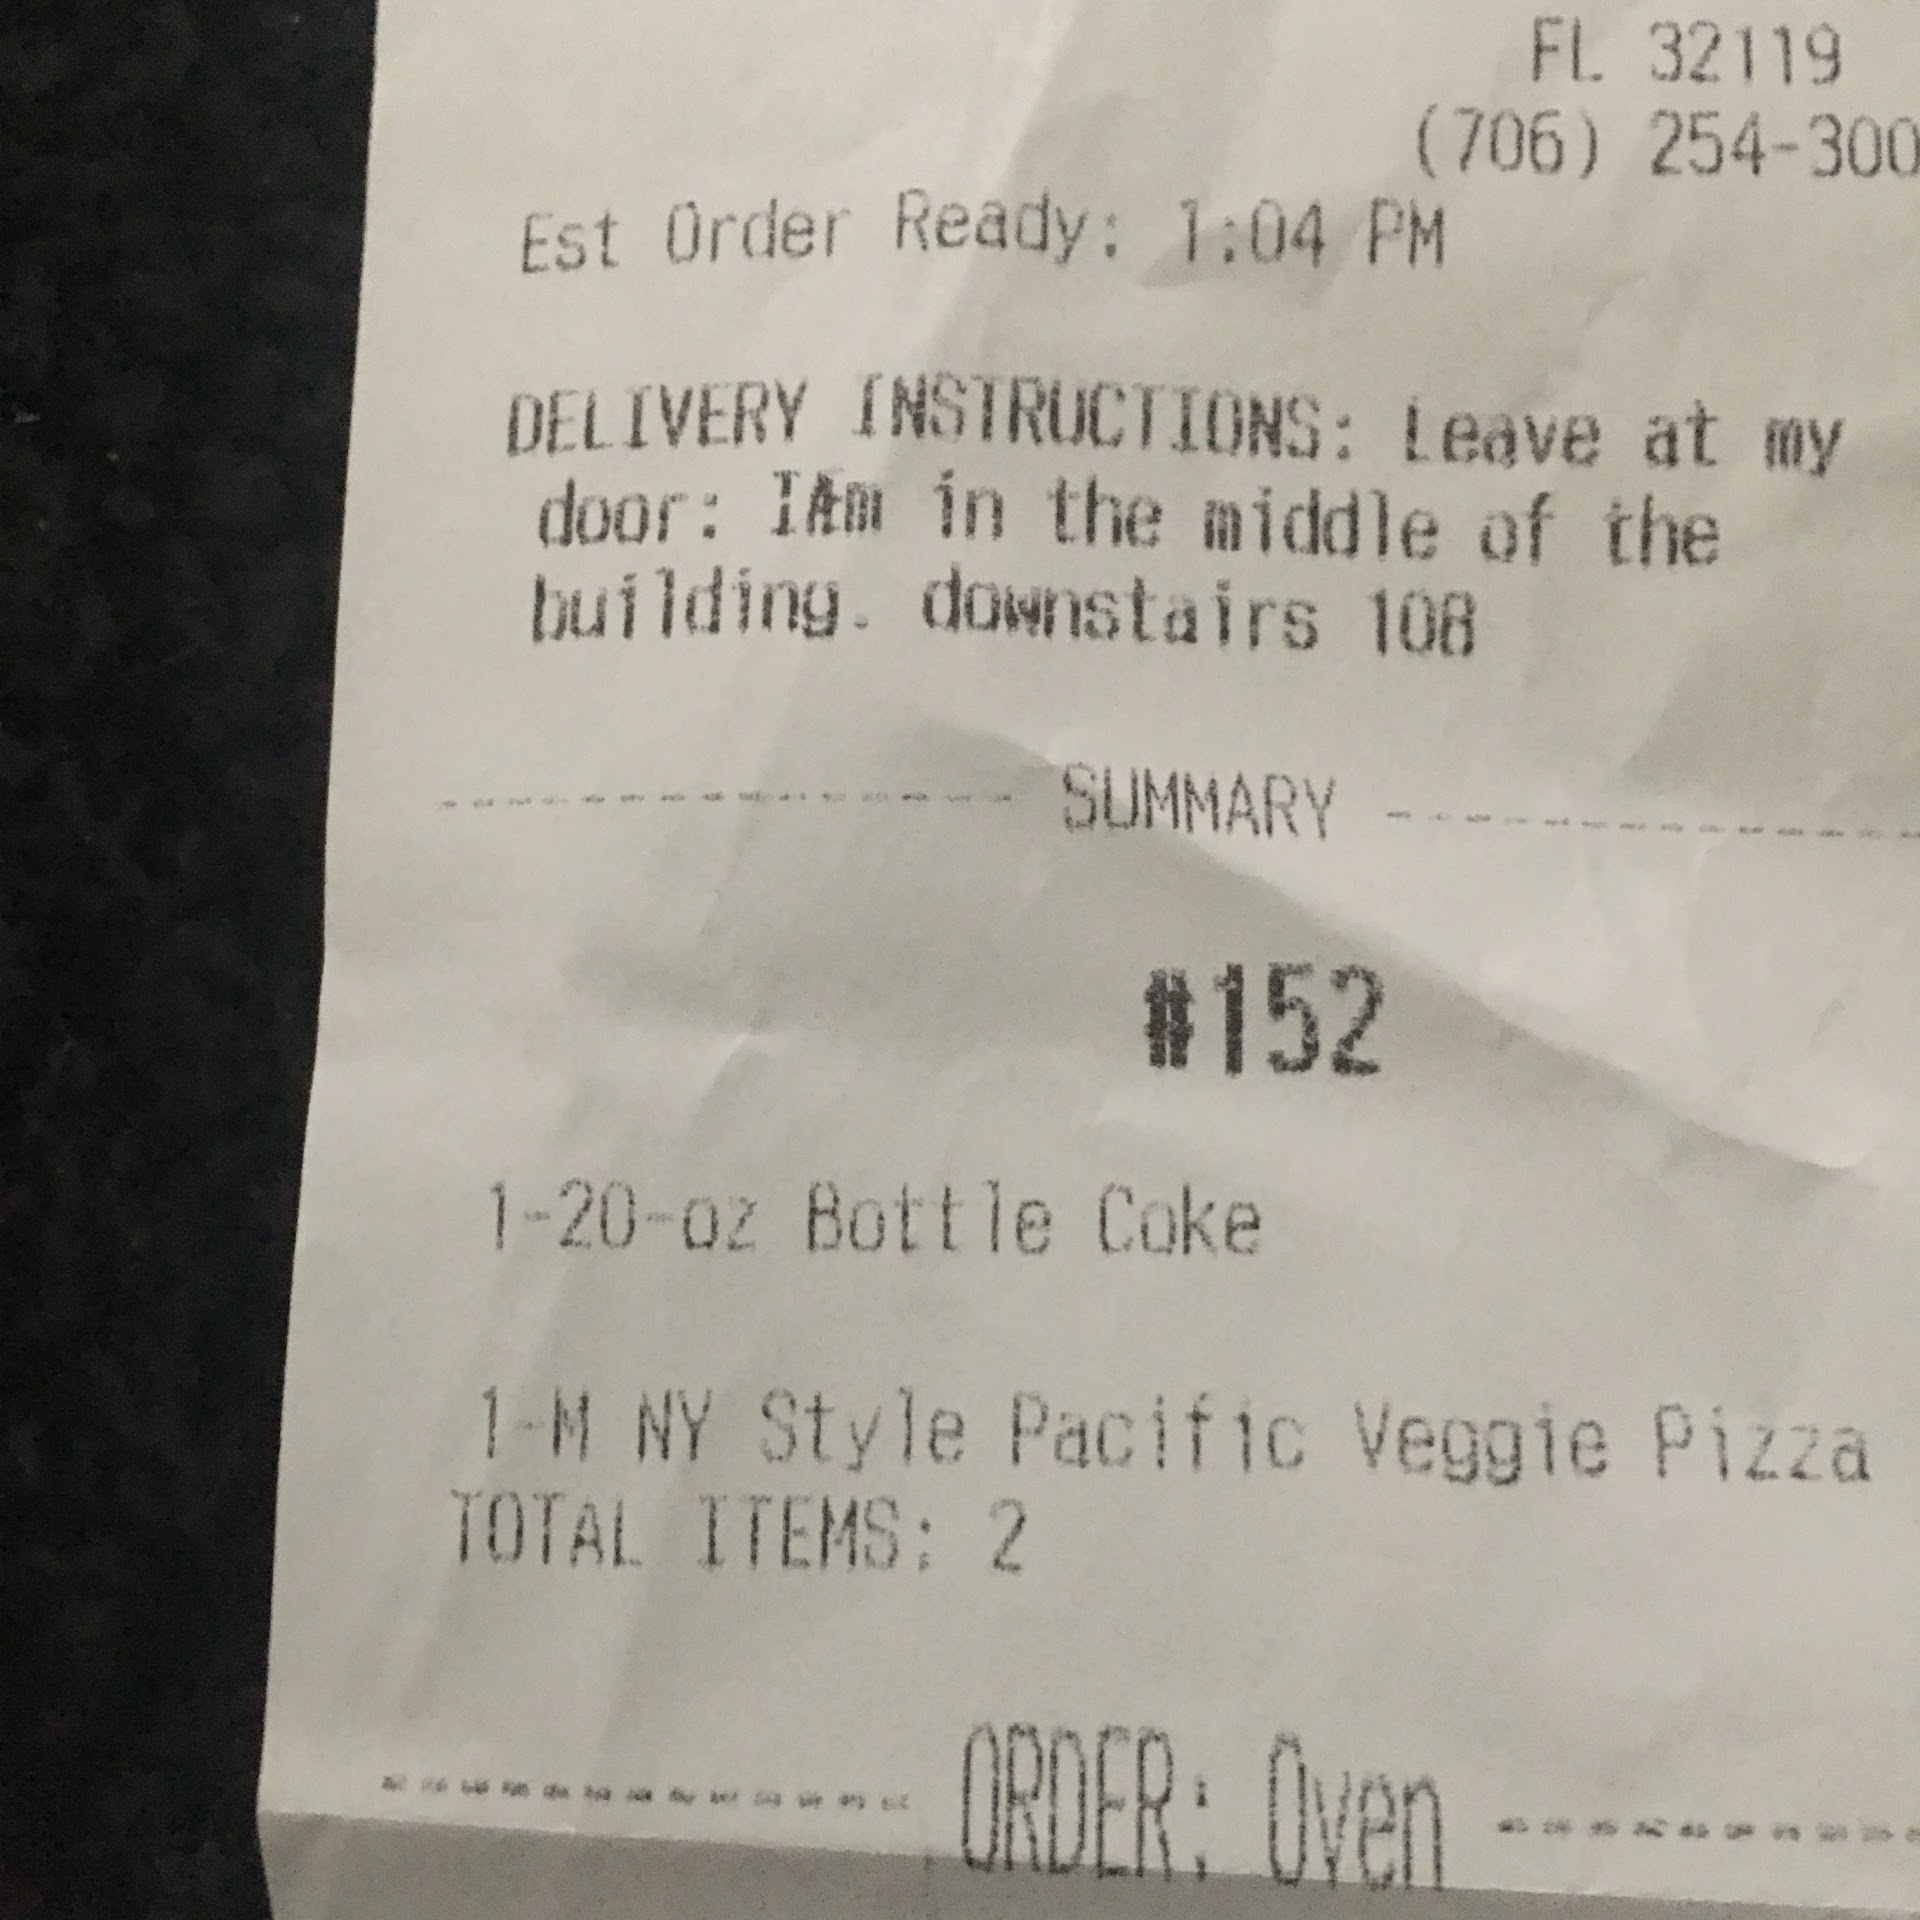 FL 32119
(706) 254-300
Est Order Ready: 1:04 PM
DELIVERY INSTRUCTIONS: Leave at my
door: IAm in the middle of the
building. downstairs 108
SUMMARY
#152
1-20-oz Bottle Coke
1-M NY Style Pacific Veggie Pizza
TOTAL ITEMS: 2
ORDER: Oven